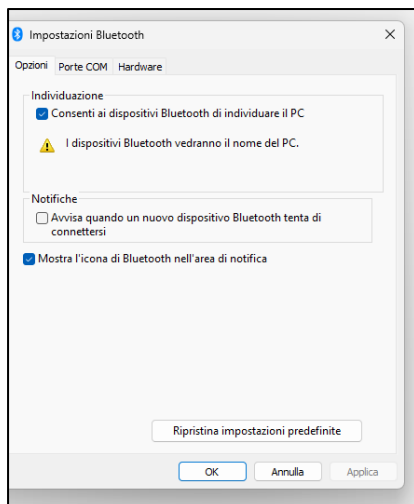 Impostazioni Bluetooth
Opzioni Porte COM Hardware
Individuazione
Consenti ai dispositivi Bluetooth di individuare il PC
I dispositivi Bluetooth vedranno il nome del PC.
Notifiche
Avvisa quando un nuovo dispositivo Bluetooth tenta di
connettersi
Mostra l'icona di Bluetooth nell'area di notifica
Ripristina impostazioni predefinite
OK Annulla Applica